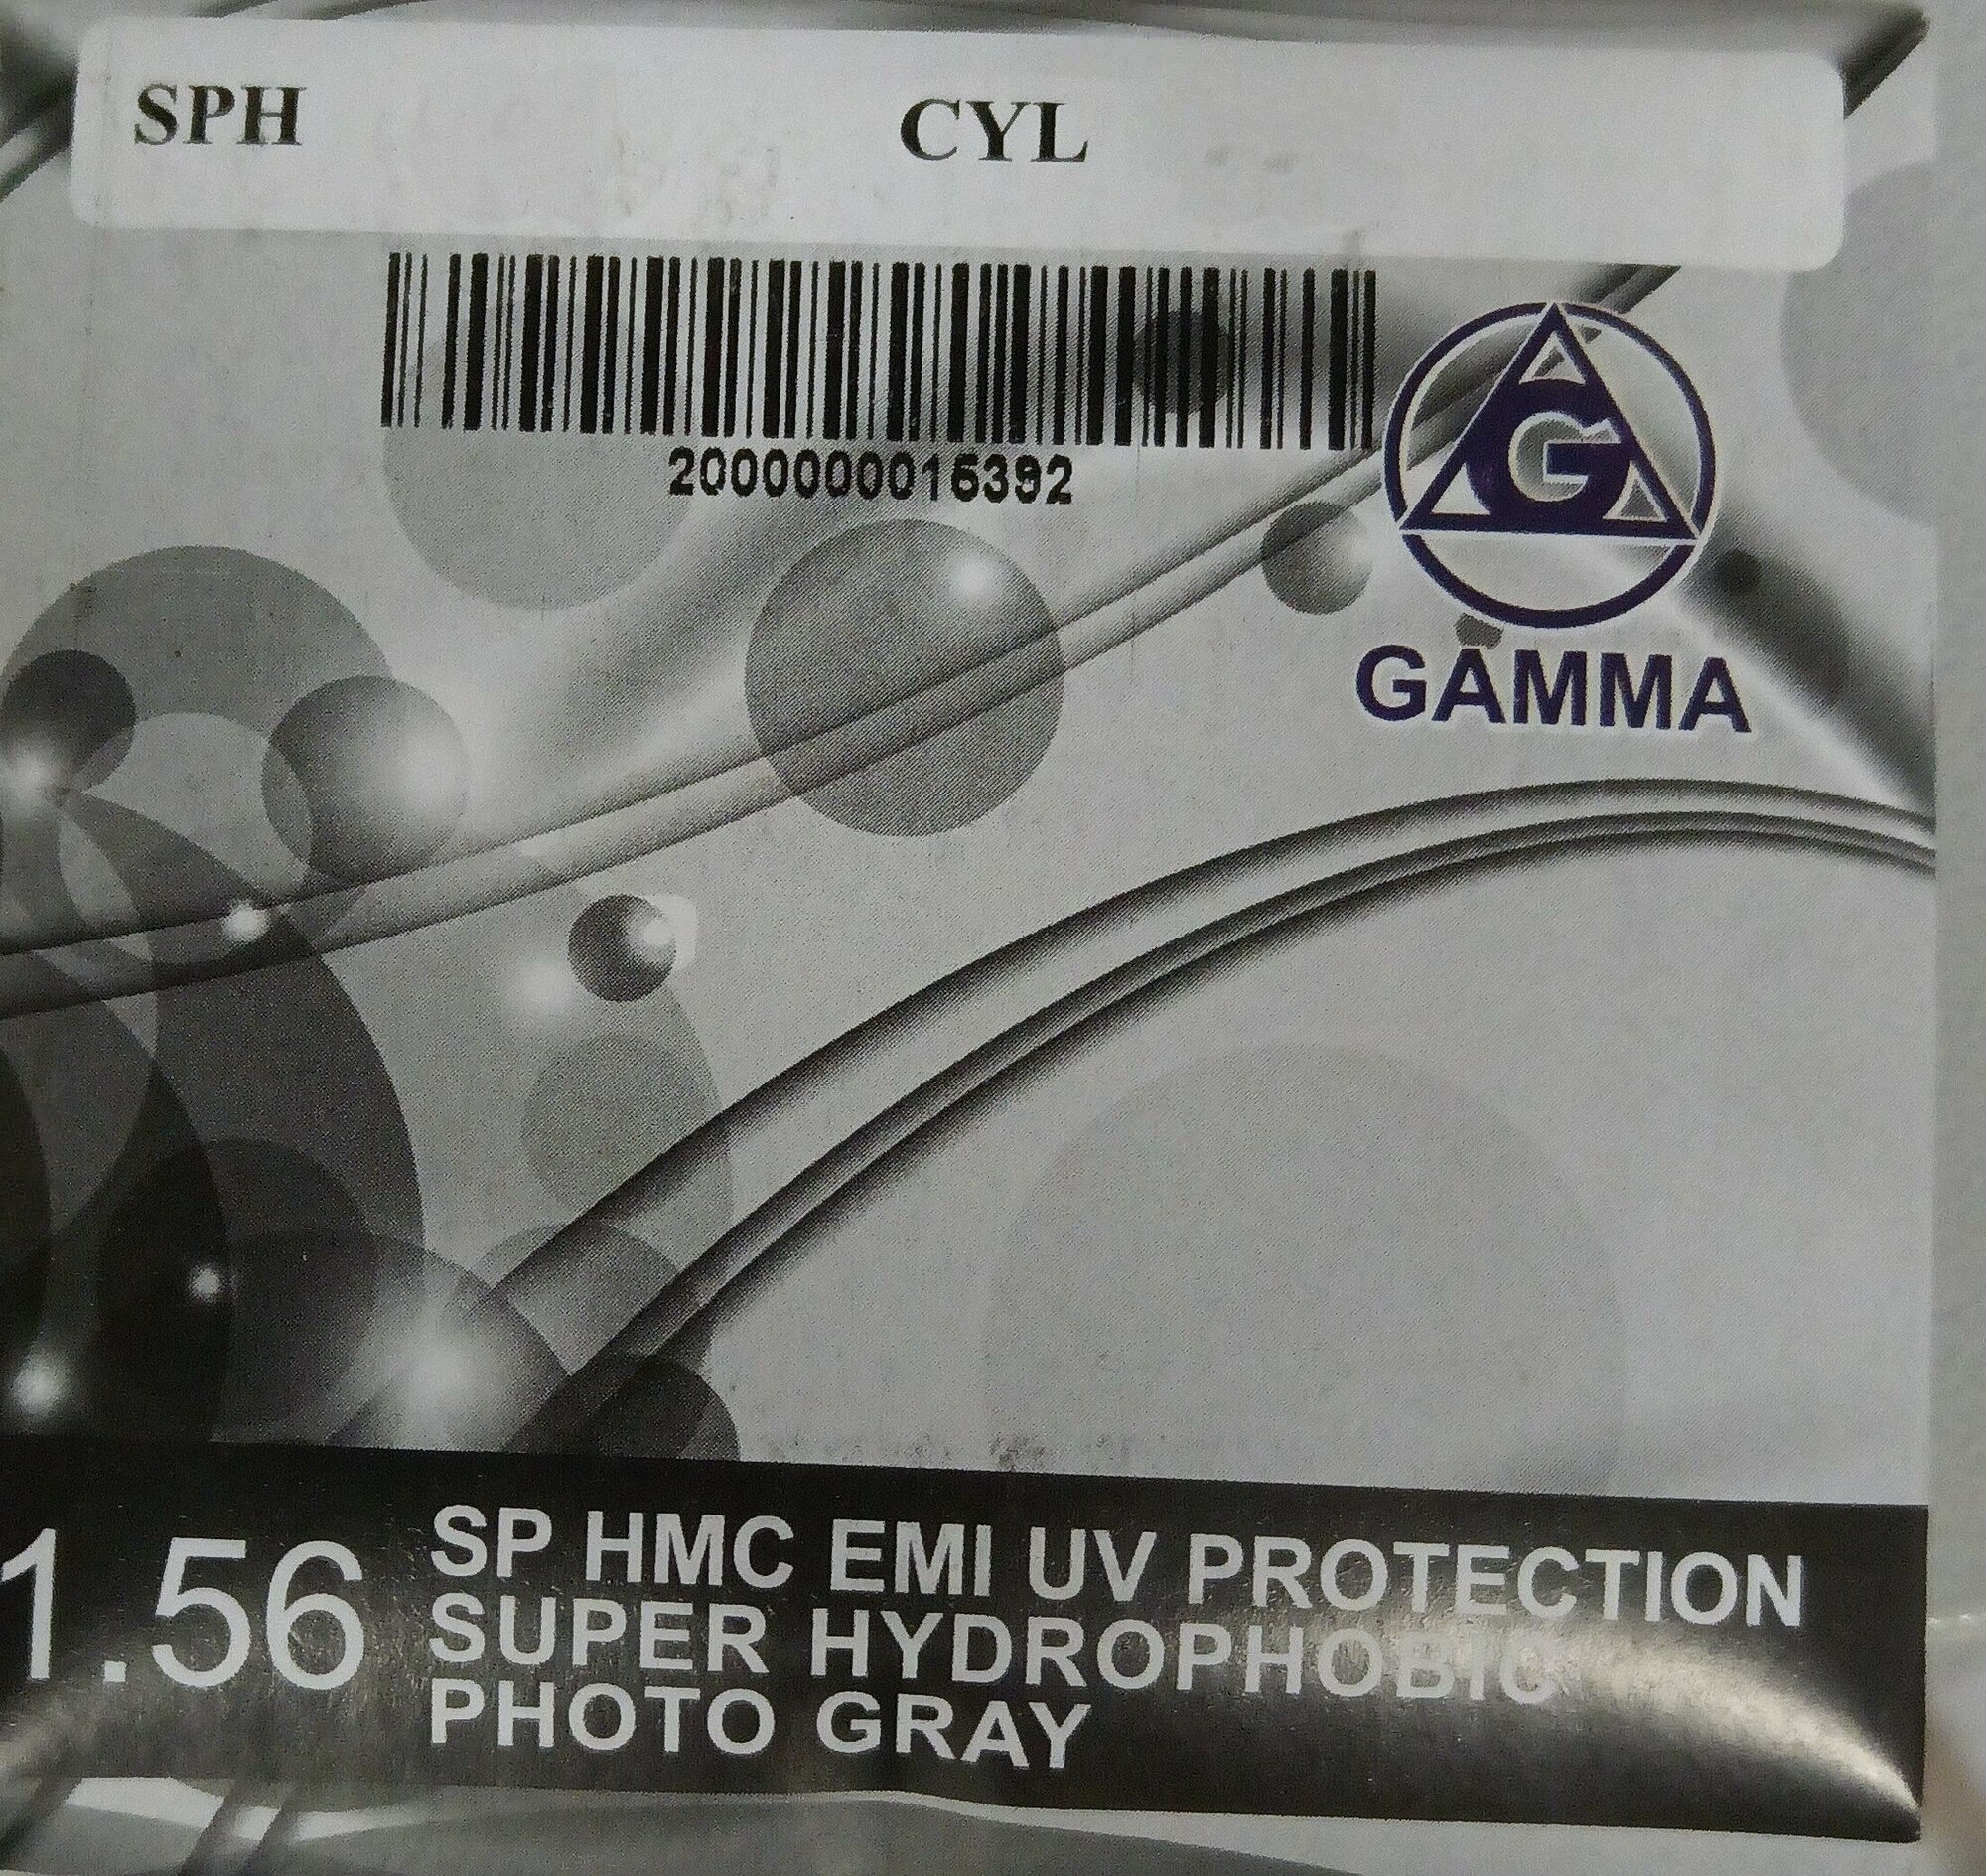 SPH CYL
2000000015392
G
GAMMA
1.56
SP HMC EMI UV PROTECTION
SUPER HYDROPHOBIC
PHOTO GRAY